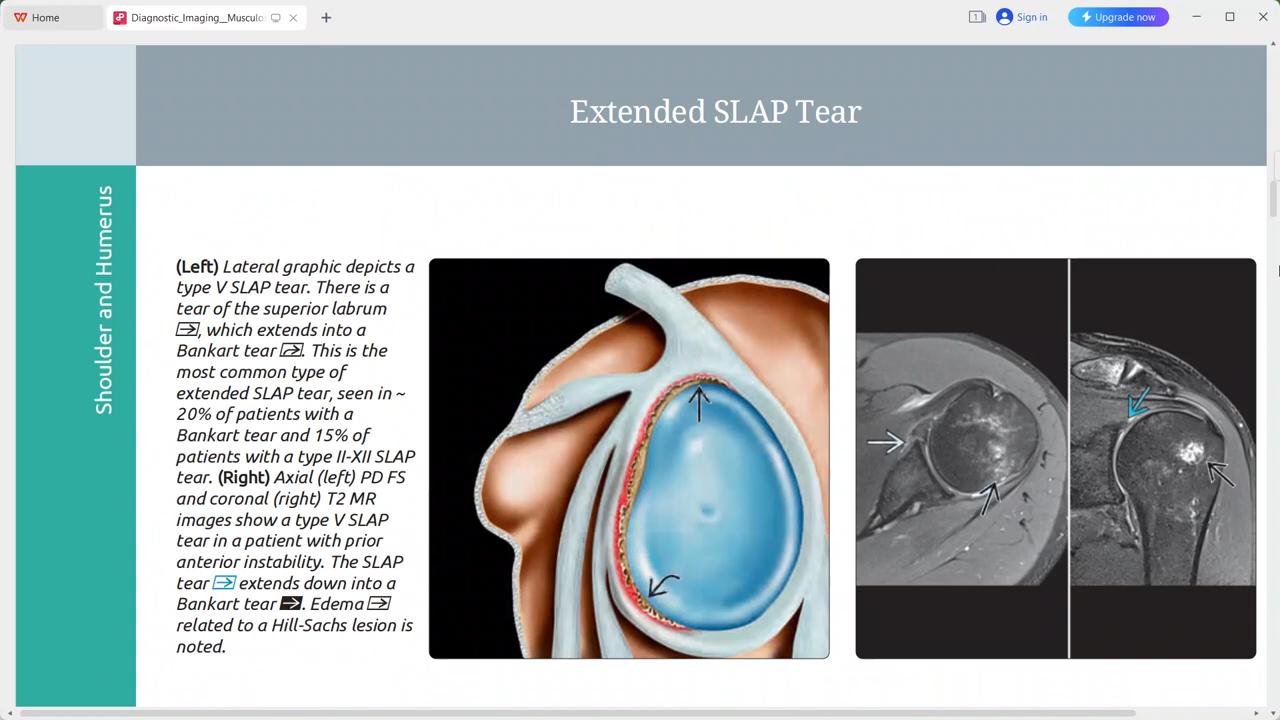 Home
Diagnostic_Imaging__Musculo
1
Sign in
Upgrade now
Extended SLAP Tear
Shoulder and Humerus
(Left) Lateral graphic depicts a
type V SLAP tear. There is a
tear of the superior labrum
, which extends into a
Bankart tear . This is the
most common type of
extended SLAP tear, seen in ~
20% of patients with a
Bankart tear and 15% of
patients with a type II-XII SLAP
tear. (Right) Axial (left) PD FS
and coronal (right) T2 MR
images show a type V SLAP
tear in a patient with prior
anterior instability. The SLAP
tear extends down into a
Bankart tear . Edema
related to a Hill-Sachs lesion is
noted.